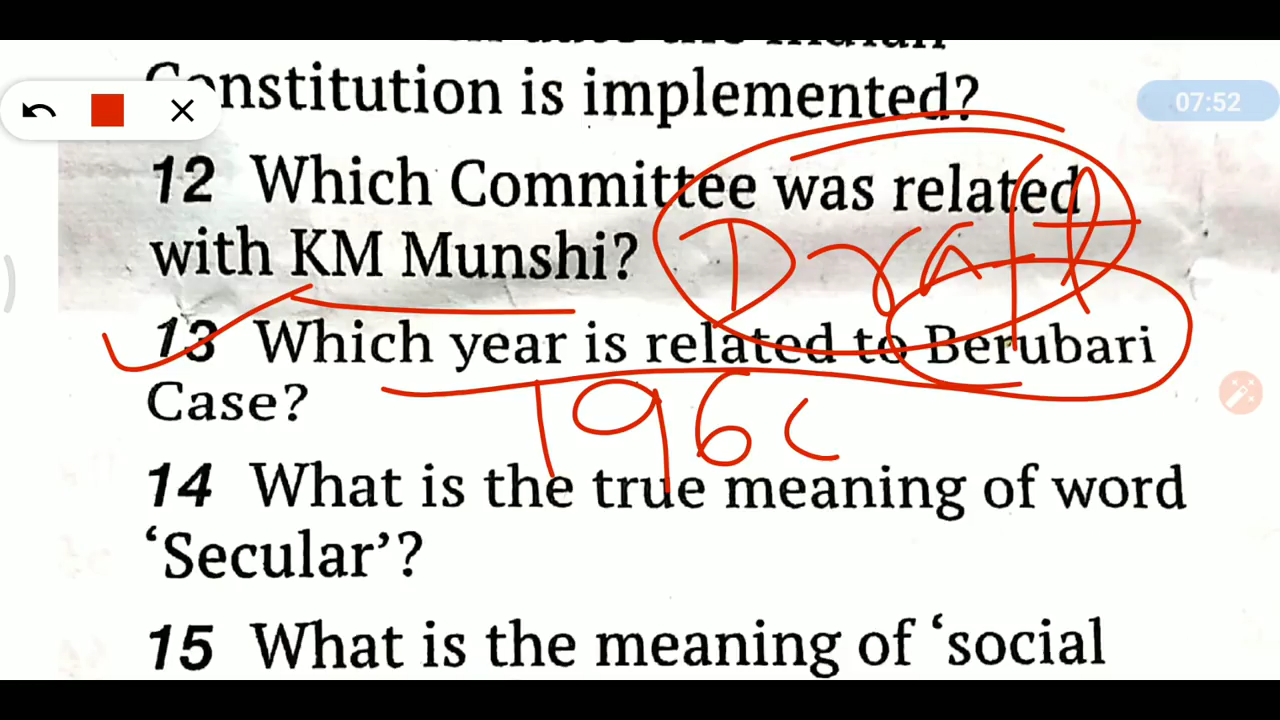 Constitution is implemented?
07:52
12 Which Committee was related
with KM Munshi?
Draft
13 Which year is related to Berubari
Case?
196
14 What is the true meaning of word
‘Secular’?
15 What is the meaning of ‘social